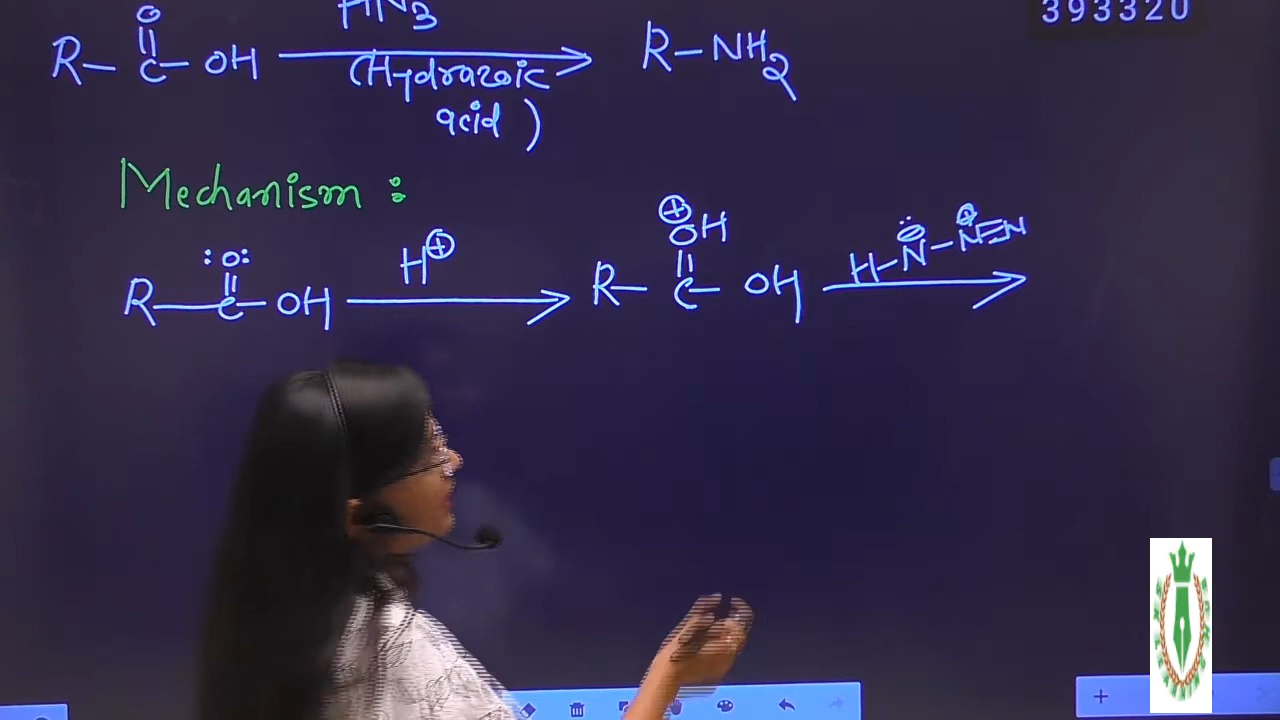 393320
HN3
O
R-C-OH → R-NH2
(Hydrazoic
acid)
Mechanism:
:O:
R-C-OH
H⊕
⊕
OH
R-C-OH
H-N̈⊖-N⊕≡N